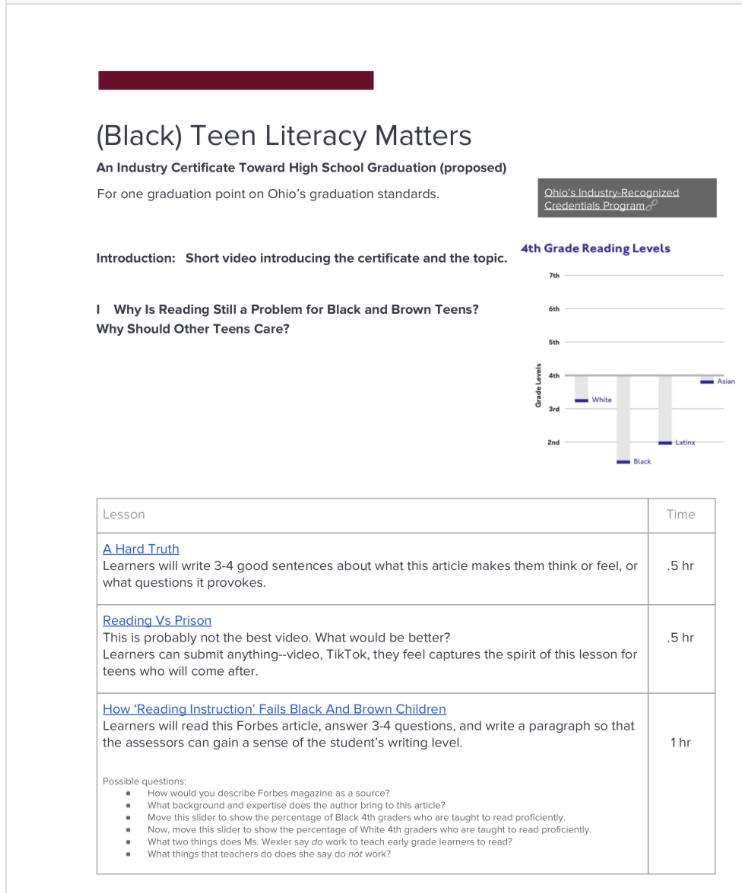 (Black) Teen Literacy Matters
An Industry Certificate Toward High School Graduation (proposed)
For one graduation point on Ohio's graduation standards.
Ohio's Industry-Recognized
Credentials Program
Introduction:   Short video introducing the certificate and the topic.
4th Grade Reading Levels
7th
6th
5th
4th
3rd
2nd
Grade Levels
White
Black
Latinx
Asian
I   Why Is Reading Still a Problem for Black and Brown Teens?
Why Should Other Teens Care?
Lesson
Time
A Hard Truth
Learners will write 3-4 good sentences about what this article makes them think or feel, or
what questions it provokes.
.5 hr
Reading Vs Prison
This is probably not the best video. What would be better?
Learners can submit anything--video, TikTok, they feel captures the spirit of this lesson for
teens who will come after.
.5 hr
How 'Reading Instruction' Fails Black And Brown Children
Learners will read this Forbes article, answer 3-4 questions, and write a paragraph so that
the assessors can gain a sense of the student's writing level.
1 hr
Possible questions:
● How would you describe Forbes magazine as a source?
● What background and expertise does the author bring to this article?
● Move this slider to show the percentage of Black 4th graders who are taught to read proficiently.
● Now, move this slider to show the percentage of White 4th graders who are taught to read proficiently.
● What two things does Ms. Wexler say do work to teach early grade learners to read?
● What things that teachers do does she say do not work?